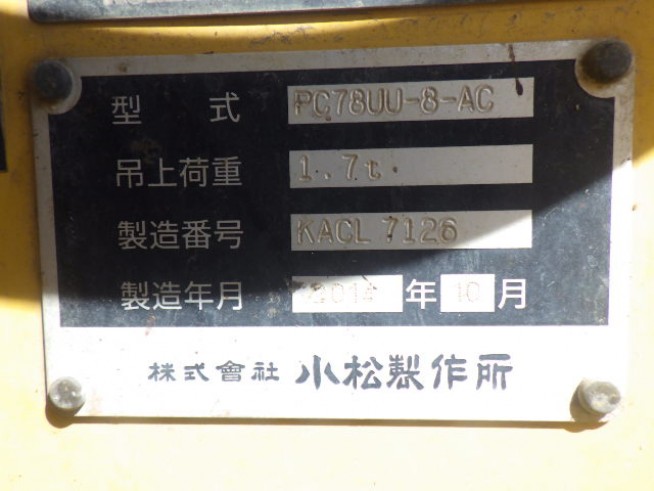 型 式 PC78UU-8-AC
吊上荷重 1.7t
製造番号 KACL 7126
製造年月 2014 年 10 月
株式會社 小松製作所